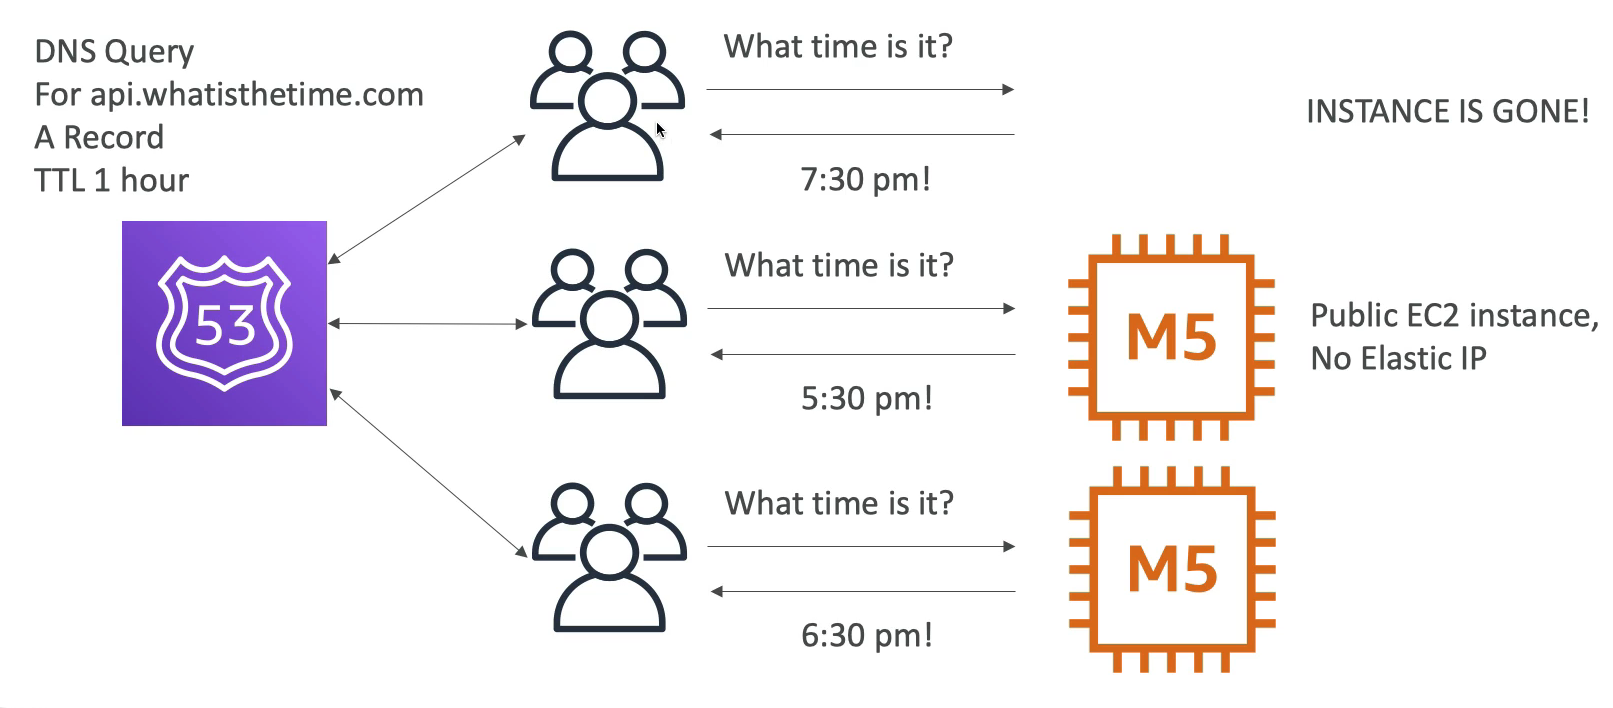 DNS Query
For api.whatisthetime.com
A Record
TTL 1 hour
53
What time is it?
7:30 pm!
INSTANCE IS GONE!
What time is it?
5:30 pm!
M5
Public EC2 instance,
No Elastic IP
What time is it?
6:30 pm!
M5